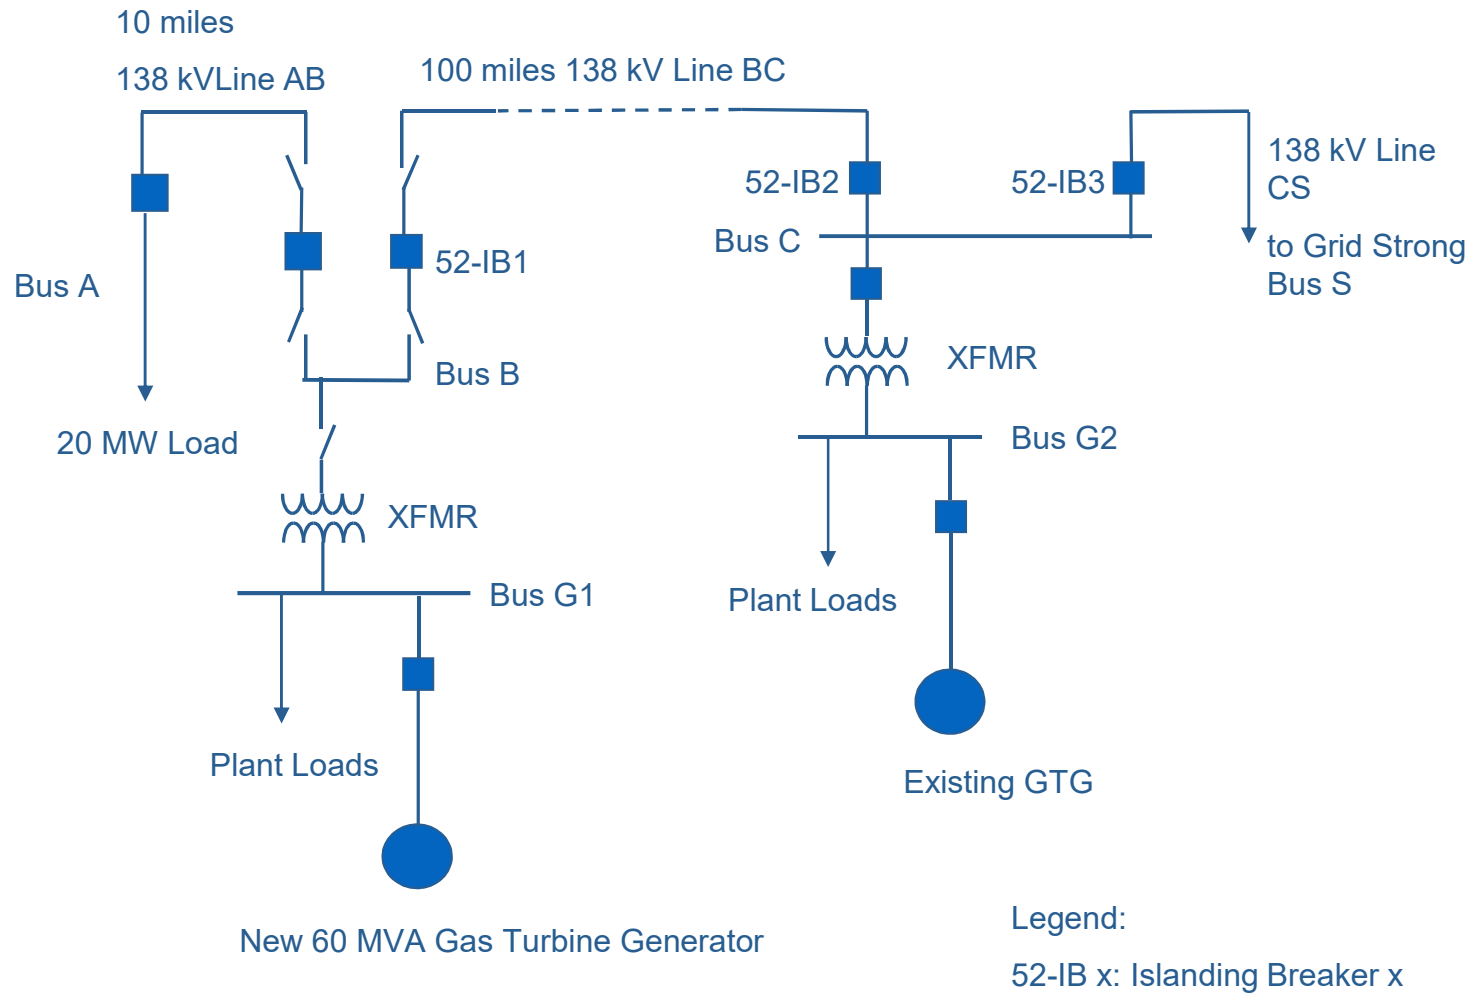 10 miles
138 kVLine AB
100 miles 138 kV Line BC
52-IB2
52-IB3
138 kV Line
CS
to Grid Strong
Bus S
Bus C
52-IB1
Bus A
Bus B
XFMR
20 MW Load
Bus G2
XFMR
Bus G1
Plant Loads
Plant Loads
Existing GTG
New 60 MVA Gas Turbine Generator
Legend:
52-IB x: Islanding Breaker x